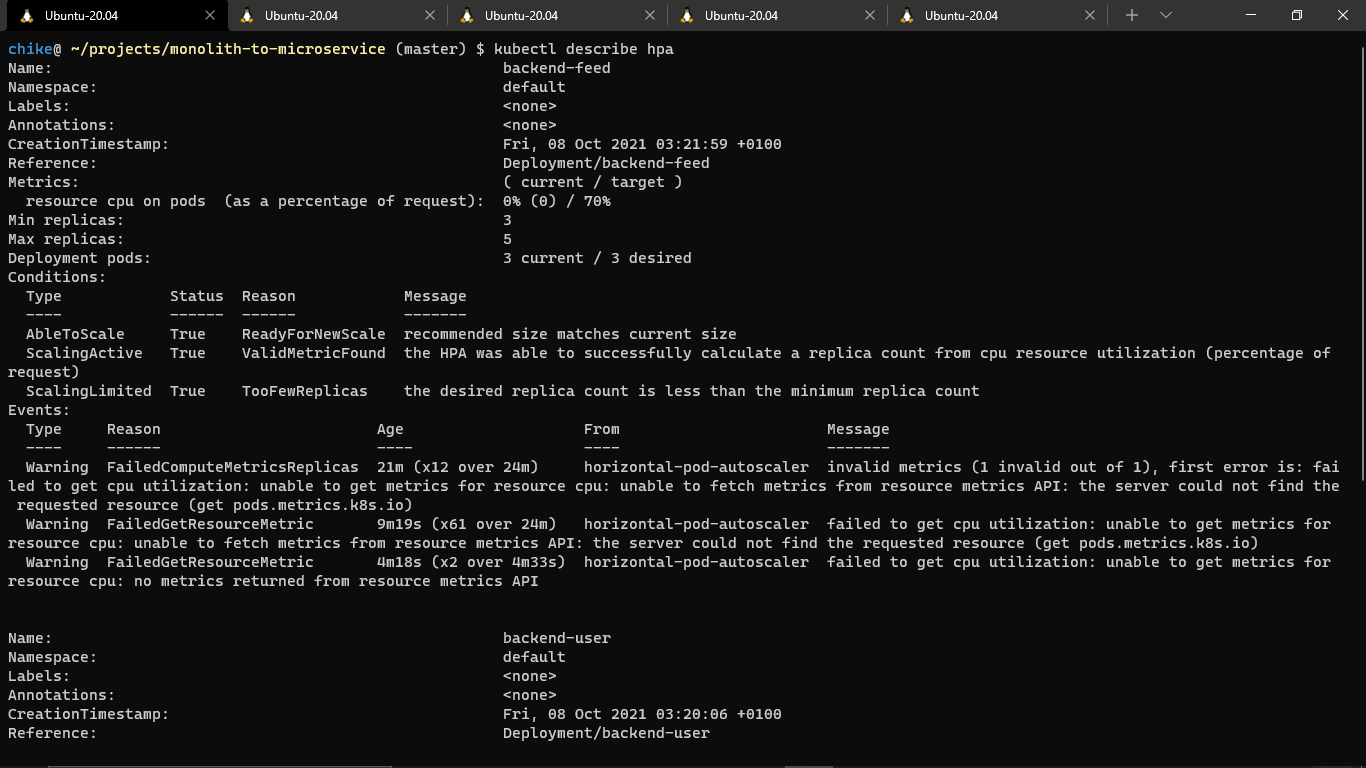 Ubuntu-20.04 Ubuntu-20.04 Ubuntu-20.04 Ubuntu-20.04 Ubuntu-20.04
chike@ ~/projects/monolith-to-microservice (master) $ kubectl describe hpa
Name: backend-feed
Namespace: default
Labels: <none>
Annotations: <none>
CreationTimestamp: Fri, 08 Oct 2021 03:21:59 +0100
Reference: Deployment/backend-feed
Metrics: ( current / target )
  resource cpu on pods  (as a percentage of request):  0% (0) / 70%
Min replicas: 3
Max replicas: 5
Deployment pods: 3 current / 3 desired
Conditions:
  Type            Status  Reason            Message
  ----            ------  ------            -------
  AbleToScale     True    ReadyForNewScale  recommended size matches current size
  ScalingActive   True    ValidMetricFound  the HPA was able to successfully calculate a replica count from cpu resource utilization (percentage of
request)
  ScalingLimited  True    TooFewReplicas    the desired replica count is less than the minimum replica count
Events:
  Type     Reason                        Age                    From                       Message
  ----     ------                        ----                   ----                       -------
  Warning  FailedComputeMetricsReplicas  21m (x12 over 24m)     horizontal-pod-autoscaler  invalid metrics (1 invalid out of 1), first error is: fai
led to get cpu utilization: unable to get metrics for resource cpu: unable to fetch metrics from resource metrics API: the server could not find the
 requested resource (get pods.metrics.k8s.io)
  Warning  FailedGetResourceMetric       9m19s (x61 over 24m)   horizontal-pod-autoscaler  failed to get cpu utilization: unable to get metrics for
resource cpu: unable to fetch metrics from resource metrics API: the server could not find the requested resource (get pods.metrics.k8s.io)
  Warning  FailedGetResourceMetric       4m18s (x2 over 4m33s)  horizontal-pod-autoscaler  failed to get cpu utilization: unable to get metrics for
resource cpu: no metrics returned from resource metrics API
Name: backend-user
Namespace: default
Labels: <none>
Annotations: <none>
CreationTimestamp: Fri, 08 Oct 2021 03:20:06 +0100
Reference: Deployment/backend-user